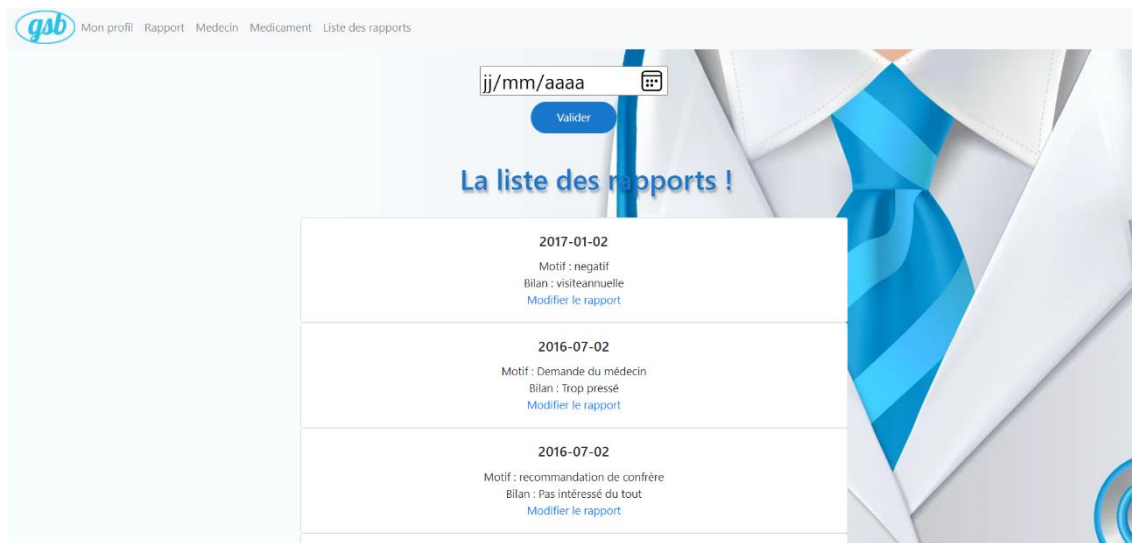 gsb Mon profil Rapport Medecin Medicament Liste des rapports
jj/mm/aaaa
Valider
La liste des rapports !
2017-01-02
Motif : negatif
Bilan : visiteannuelle
Modifier le rapport
2016-07-02
Motif : Demande du médecin
Bilan : Trop pressé
Modifier le rapport
2016-07-02
Motif : recommandation de confrère
Bilan : Pas intéressé du tout
Modifier le rapport